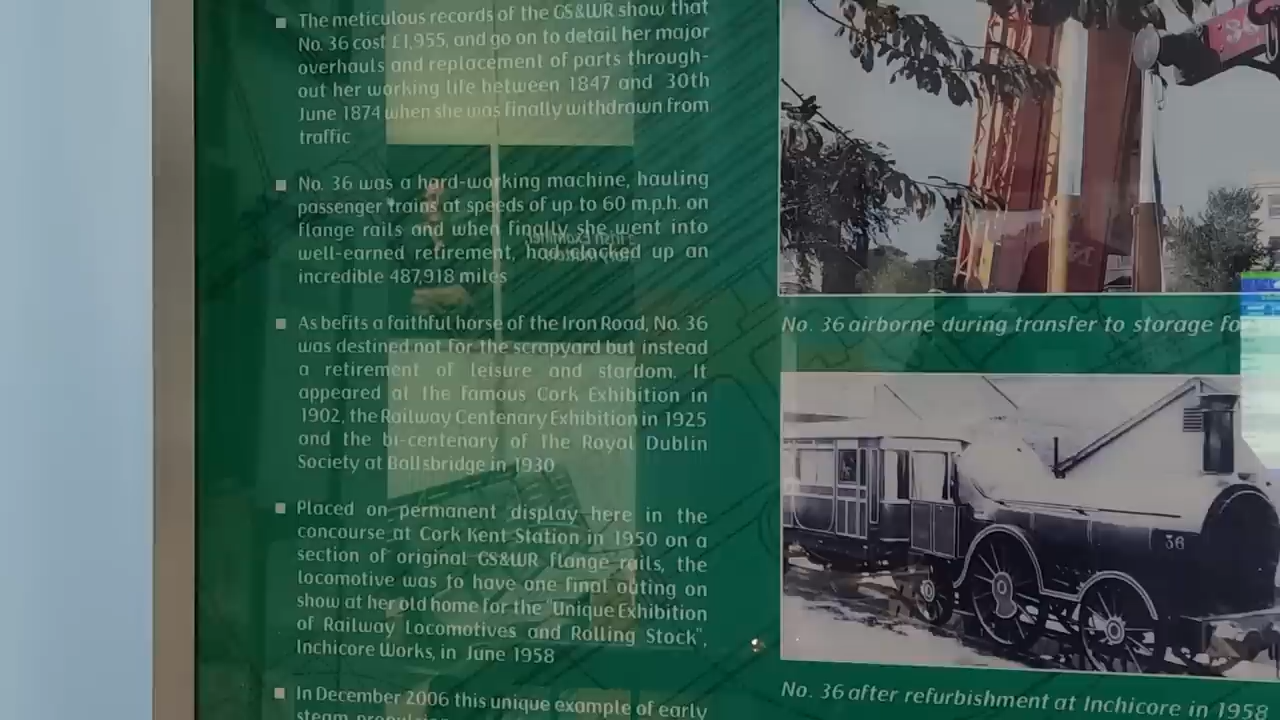 The meticulous records of the GS&WR show that
No. 36 cost £1,955, and go on to detail her major
overhauls and replacement of parts through-
out her working life between 1847 and 30th
June 1874 when she was finally withdrawn from
traffic
No. 36 was a hard-working machine, hauling
passenger trains at speeds of up to 60 m.p.h. on
flange rails and when finally she went into
well-earned retirement, had clocked up an
incredible 487,918 miles
As befits a faithful horse of the Iron Road, No. 36
was destined not for the scrapyard but instead
a retirement of leisure and stardom. It
appeared at the famous Cork Exhibition in
1902, the Railway Centenary Exhibition in 1925
and the bi-centenary of the Royal Dublin
Society at Ballsbridge in 1930
Placed on permanent display here in the
concourse at Cork Kent Station in 1950 on a
section of original GS&WR flange rails, the
locomotive was to have one final outing on
show at her old home for the "Unique Exhibition
of Railway Locomotives and Rolling Stock",
Inchicore Works, in June 1958
In December 2006 this unique example of early
steam
No. 36 airborne during transfer to storage fo
36
No. 36 after refurbishment at Inchicore in 1958